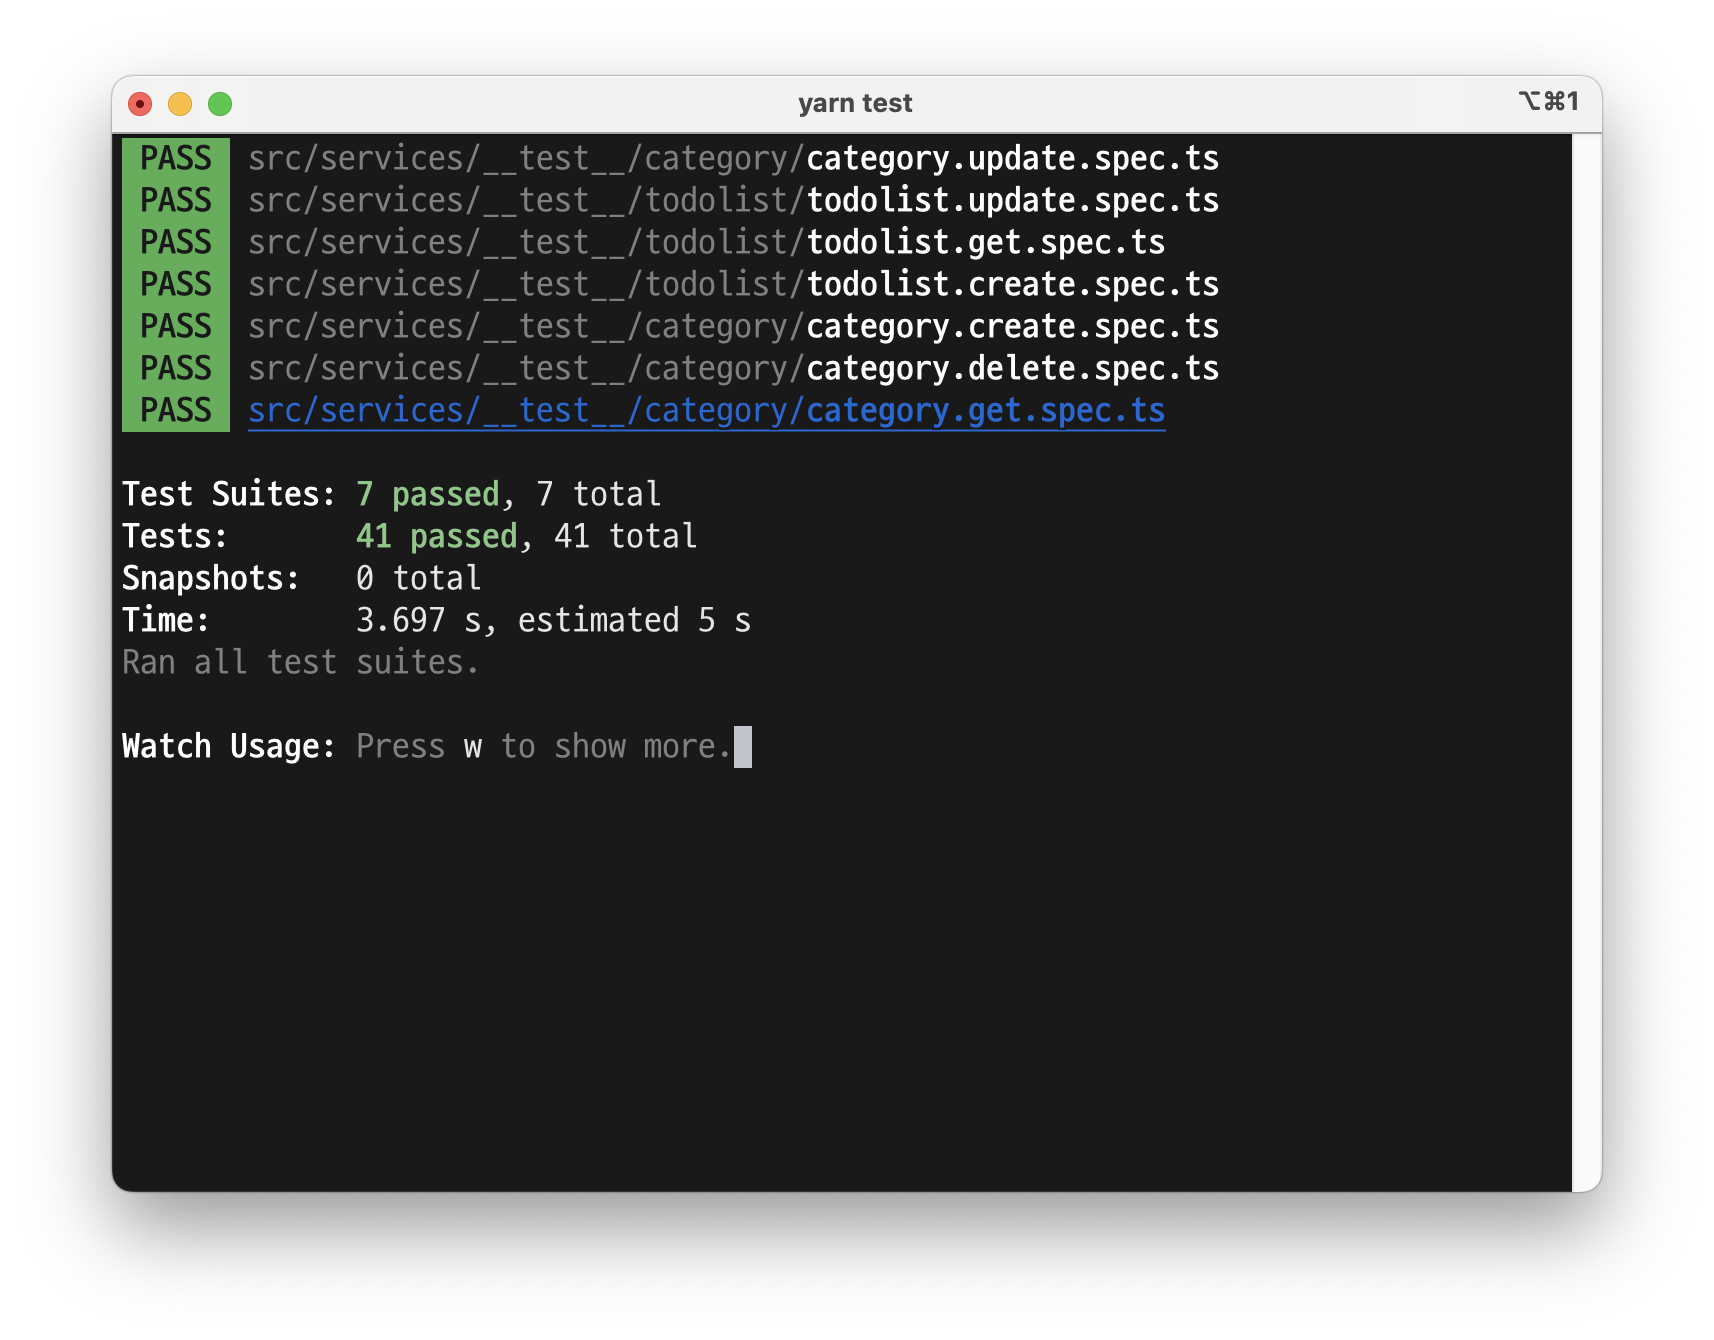 yarn test ⌥⌘1
PASS src/services/__test__/category/category.update.spec.ts
PASS src/services/__test__/todolist/todolist.update.spec.ts
PASS src/services/__test__/todolist/todolist.get.spec.ts
PASS src/services/__test__/todolist/todolist.create.spec.ts
PASS src/services/__test__/category/category.create.spec.ts
PASS src/services/__test__/category/category.delete.spec.ts
PASS src/services/__test__/category/category.get.spec.ts
Test Suites: 7 passed, 7 total
Tests: 41 passed, 41 total
Snapshots: 0 total
Time: 3.697 s, estimated 5 s
Ran all test suites.
Watch Usage: Press w to show more.